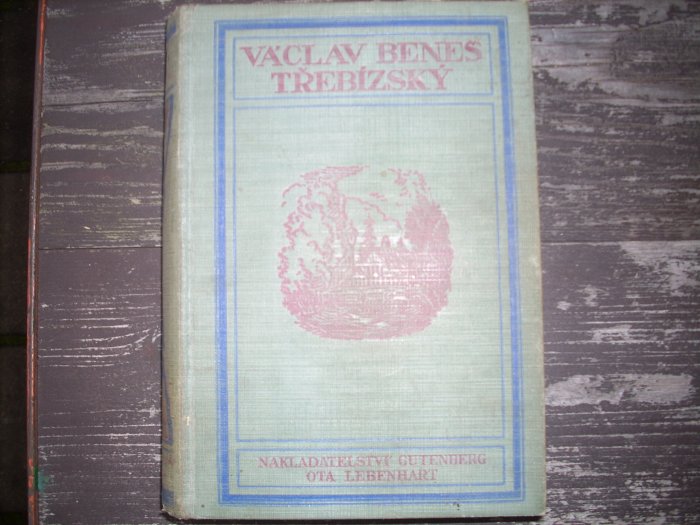 VÁCLAV BENEŠ
TŘEBÍZSKÝ
NAKLADATELSTVÍ GUTENBERG
OTA LEBENHART